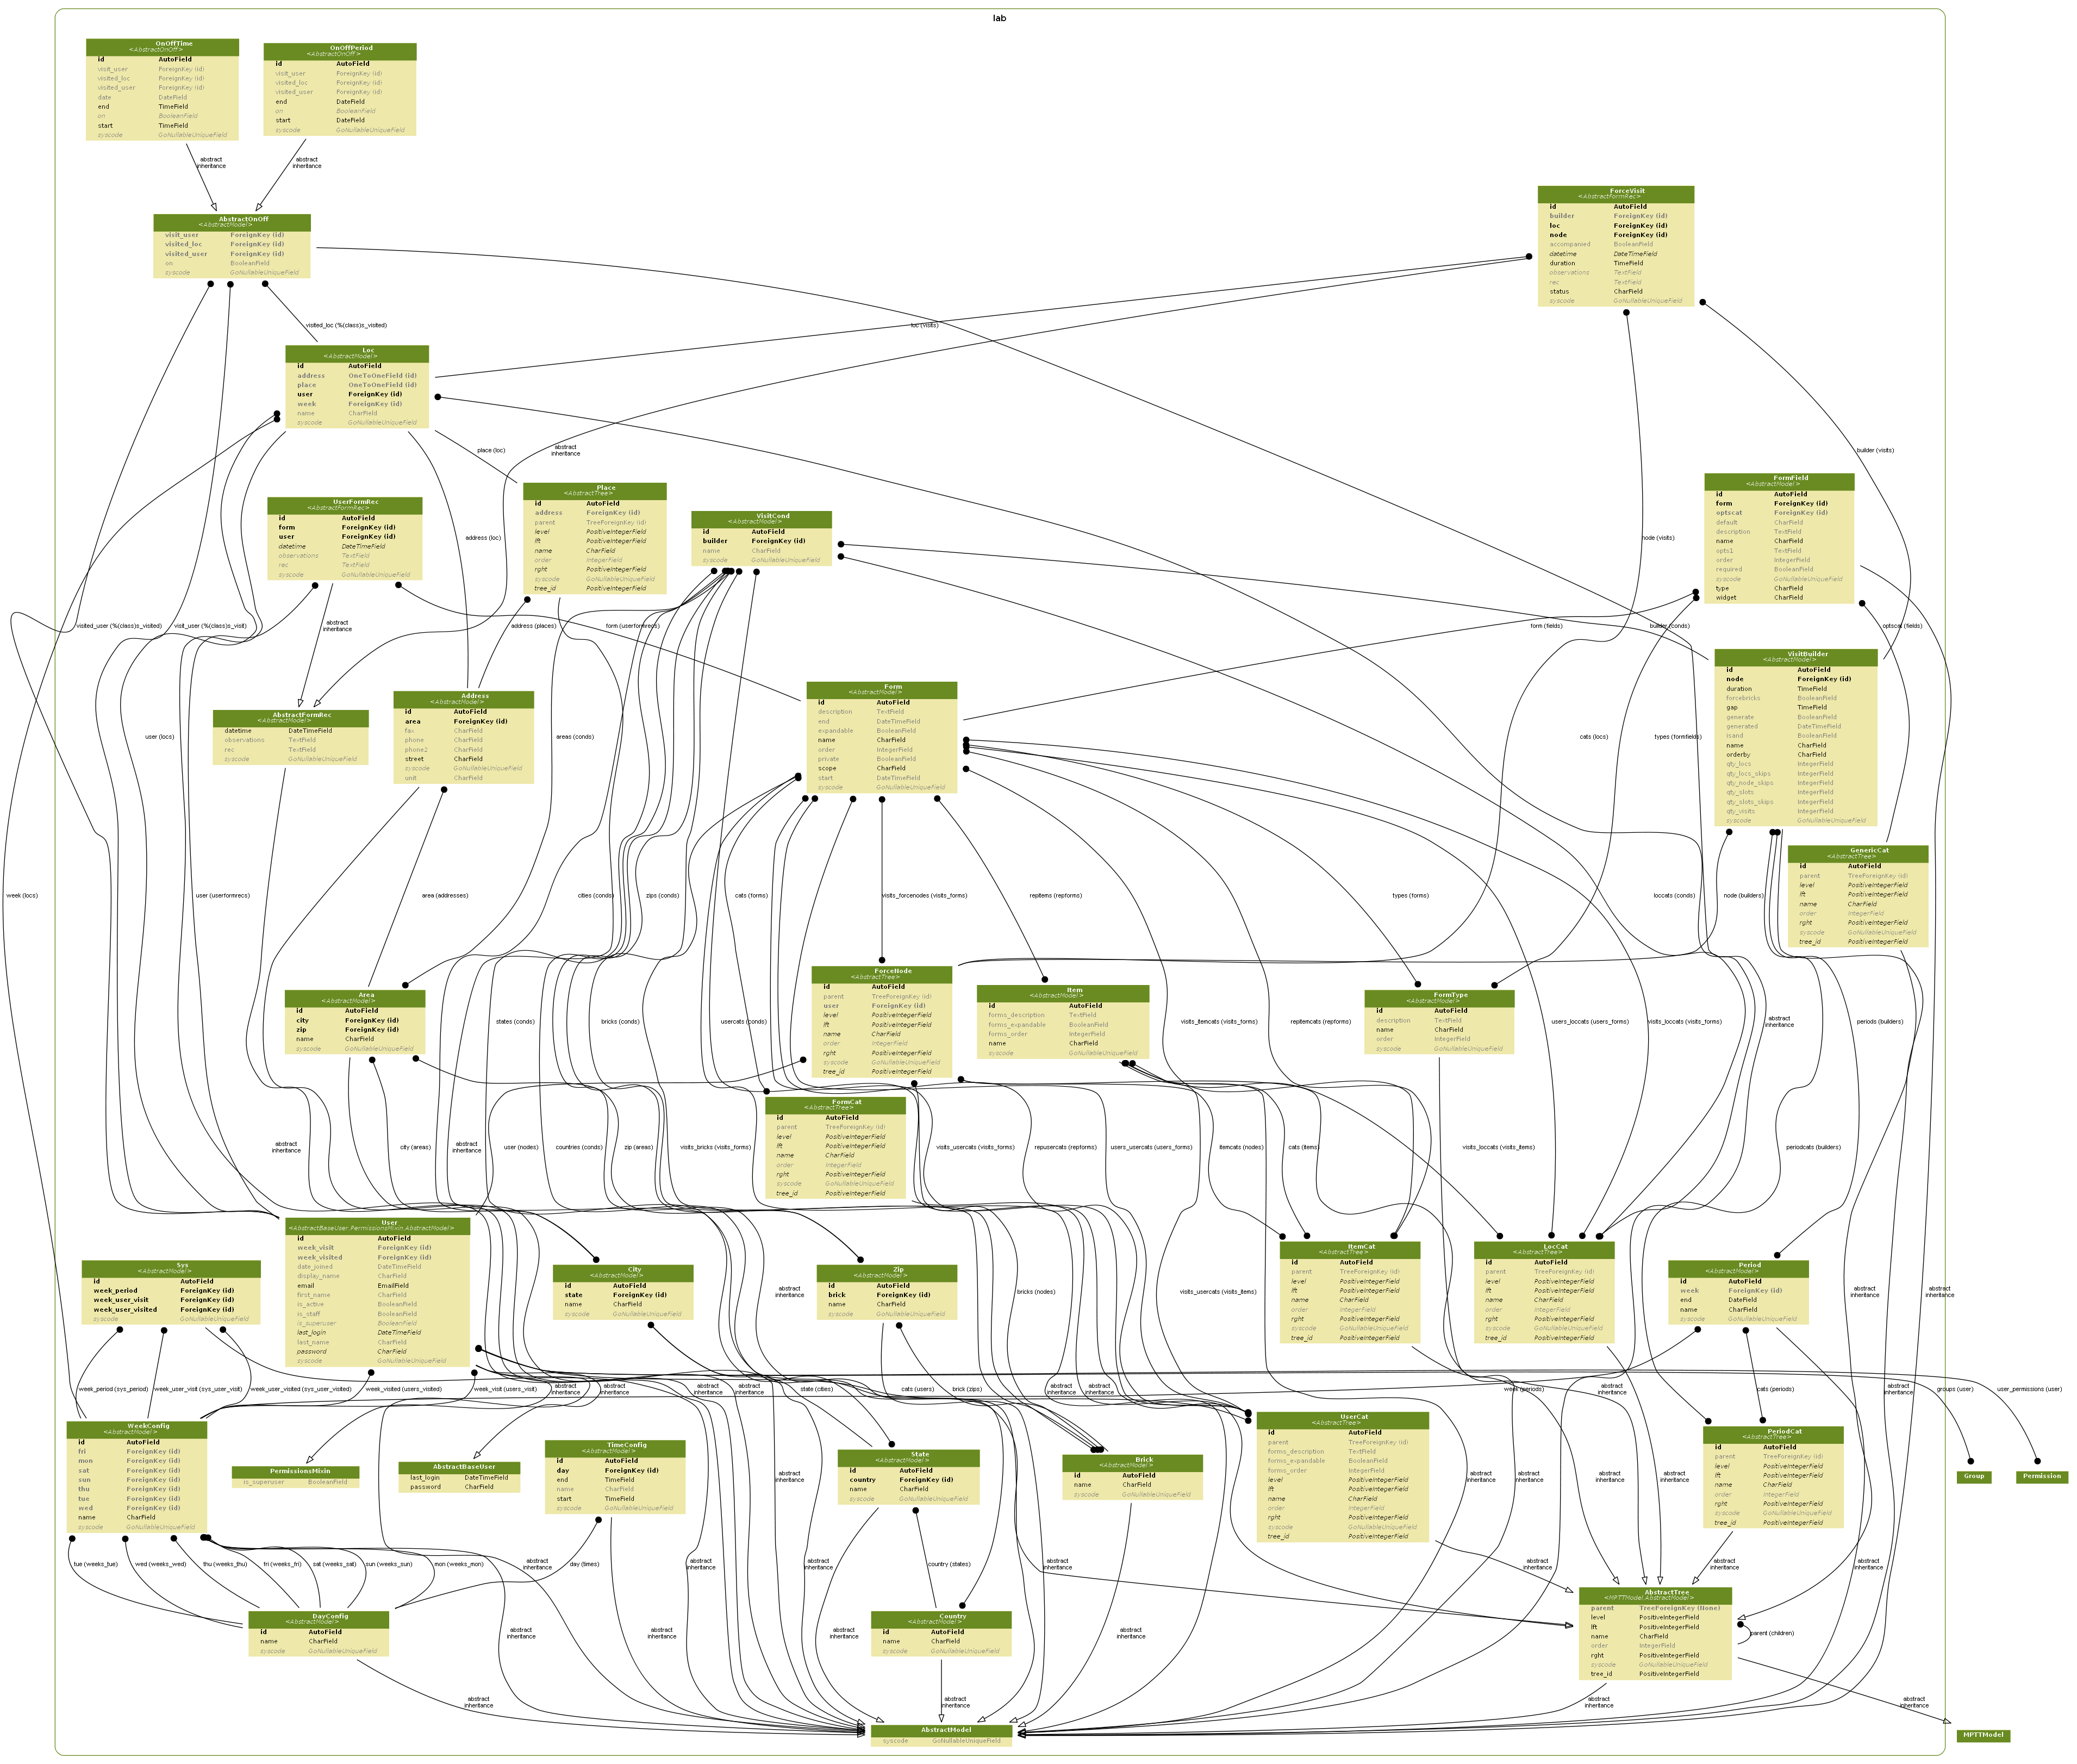 lab
OnOffTime
<AbstractOnOff>
id AutoField
visit_user ForeignKey (id)
visited_loc ForeignKey (id)
visited_user ForeignKey (id)
date DateField
end TimeField
on BooleanField
start TimeField
syscode GoNullableUniqueField
OnOffPeriod
<AbstractOnOff>
id AutoField
visit_user ForeignKey (id)
visited_loc ForeignKey (id)
visited_user ForeignKey (id)
end DateField
on BooleanField
start DateField
syscode GoNullableUniqueField
abstract
inheritance
abstract
inheritance
ForceVisit
<AbstractFormRec>
id AutoField
builder ForeignKey (id)
loc ForeignKey (id)
node ForeignKey (id)
accompanied BooleanField
datetime DateTimeField
duration TimeField
observations TextField
rec TextField
status CharField
syscode GoNullableUniqueField
AbstractOnOff
<AbstractModel>
visit_user ForeignKey (id)
visited_loc ForeignKey (id)
visited_user ForeignKey (id)
on BooleanField
syscode GoNullableUniqueField
visited_loc (%(class)s_visited)
loc (visits)
Loc
<AbstractModel>
id AutoField
address OneToOneField (id)
place OneToOneField (id)
user ForeignKey (id)
week ForeignKey (id)
name CharField
syscode GoNullableUniqueField
place (loc)
abstract
inheritance
builder (visits)
UserFormRec
<AbstractFormRec>
id AutoField
form ForeignKey (id)
user ForeignKey (id)
datetime DateTimeField
observations TextField
rec TextField
syscode GoNullableUniqueField
address (loc)
Place
<AbstractTree>
id AutoField
address ForeignKey (id)
parent TreeForeignKey (id)
level PositiveIntegerField
lft PositiveIntegerField
name CharField
order IntegerField
rght PositiveIntegerField
syscode GoNullableUniqueField
tree_id PositiveIntegerField
VisitCond
<AbstractModel>
id AutoField
builder ForeignKey (id)
name CharField
syscode GoNullableUniqueField
node (visits)
FormField
<AbstractModel>
id AutoField
form ForeignKey (id)
optscat ForeignKey (id)
default CharField
description TextField
name CharField
opts1 TextField
order IntegerField
required BooleanField
syscode GoNullableUniqueField
type CharField
widget CharField
visited_user (%(class)s_visited)
visit_user (%(class)s_visit)
abstract
inheritance
address (places)
form (userformrecs)
form (fields)
builder (conds)
optscat (fields)
VisitBuilder
<AbstractModel>
id AutoField
node ForeignKey (id)
duration TimeField
forcebricks BooleanField
gap TimeField
generate BooleanField
generated DateTimeField
isand BooleanField
name CharField
orderby CharField
qty_locs IntegerField
qty_locs_skips IntegerField
qty_node_skips IntegerField
qty_slots IntegerField
qty_slots_skips IntegerField
qty_visits IntegerField
syscode GoNullableUniqueField
Form
<AbstractModel>
id AutoField
description TextField
end DateTimeField
expandable BooleanField
name CharField
order IntegerField
private BooleanField
scope CharField
start DateTimeField
syscode GoNullableUniqueField
Address
<AbstractModel>
id AutoField
area ForeignKey (id)
fax CharField
phone CharField
phone2 CharField
street CharField
syscode GoNullableUniqueField
unit CharField
AbstractFormRec
<AbstractModel>
datetime DateTimeField
observations TextField
rec TextField
syscode GoNullableUniqueField
user (locs)
areas (conds)
cats (locs)
types (formfields)
GenericCat
<AbstractTree>
id AutoField
parent TreeForeignKey (id)
level PositiveIntegerField
lft PositiveIntegerField
name CharField
order IntegerField
rght PositiveIntegerField
syscode GoNullableUniqueField
tree_id PositiveIntegerField
week (locs)
user (userformrecs)
area (addresses)
cities (conds)
zips (conds)
cats (forms)
visits_forcenodes (visits_forms)
repitems (repforms)
types (forms)
loccats (conds)
node (builders)
ForceNode
<AbstractTree>
id AutoField
parent TreeForeignKey (id)
user ForeignKey (id)
level PositiveIntegerField
lft PositiveIntegerField
name CharField
order IntegerField
rght PositiveIntegerField
syscode GoNullableUniqueField
tree_id PositiveIntegerField
Item
<AbstractModel>
id AutoField
forms_description TextField
forms_expandable BooleanField
forms_order IntegerField
name CharField
syscode GoNullableUniqueField
FormType
<AbstractModel>
id AutoField
description TextField
name CharField
order IntegerField
syscode GoNullableUniqueField
Area
<AbstractModel>
id AutoField
city ForeignKey (id)
zip ForeignKey (id)
name CharField
syscode GoNullableUniqueField
states (conds)
bricks (conds)
usercats (conds)
visits_itemcats (visits_forms)
repitemcats (repforms)
users_loccats (users_forms)
visits_loccats (visits_forms)
abstract
inheritance
periods (builders)
FormCat
<AbstractTree>
id AutoField
parent TreeForeignKey (id)
level PositiveIntegerField
lft PositiveIntegerField
name CharField
order IntegerField
rght PositiveIntegerField
syscode GoNullableUniqueField
tree_id PositiveIntegerField
abstract
inheritance
city (areas)
abstract
inheritance
user (nodes)
countries (conds)
zip (areas)
visits_bricks (visits_forms)
visits_usercats (visits_forms)
repusercats (repforms)
users_usercats (users_forms)
itemcats (nodes)
cats (items)
visits_loccats (visits_items)
periodcats (builders)
User
<AbstractBaseUser,PermissionsMixin,AbstractModel>
id AutoField
week_visit ForeignKey (id)
week_visited ForeignKey (id)
date_joined DateTimeField
display_name CharField
email EmailField
first_name CharField
is_active BooleanField
is_staff BooleanField
is_superuser BooleanField
last_login DateTimeField
last_name CharField
password CharField
syscode GoNullableUniqueField
Sys
<AbstractModel>
id AutoField
week_period ForeignKey (id)
week_user_visit ForeignKey (id)
week_user_visited ForeignKey (id)
syscode GoNullableUniqueField
City
<AbstractModel>
id AutoField
state ForeignKey (id)
name CharField
syscode GoNullableUniqueField
abstract
inheritance
Zip
<AbstractModel>
id AutoField
brick ForeignKey (id)
name CharField
syscode GoNullableUniqueField
bricks (nodes)
visits_usercats (visits_items)
ItemCat
<AbstractTree>
id AutoField
parent TreeForeignKey (id)
level PositiveIntegerField
lft PositiveIntegerField
name CharField
order IntegerField
rght PositiveIntegerField
syscode GoNullableUniqueField
tree_id PositiveIntegerField
LocCat
<AbstractTree>
id AutoField
parent TreeForeignKey (id)
level PositiveIntegerField
lft PositiveIntegerField
name CharField
order IntegerField
rght PositiveIntegerField
syscode GoNullableUniqueField
tree_id PositiveIntegerField
Period
<AbstractModel>
id AutoField
week ForeignKey (id)
end DateField
name CharField
syscode GoNullableUniqueField
abstract
inheritance
abstract
inheritance
week_period (sys_period)
week_user_visit (sys_user_visit)
week_user_visited (sys_user_visited)
week_visited (users_visited)
week_visit (users_visit)
abstract
inheritance
abstract
inheritance
abstract
inheritance
abstract
inheritance
state (cities)
cats (users)
brick (zips)
abstract
inheritance
abstract
inheritance
week (periods)
abstract
inheritance
cats (periods)
abstract
inheritance
groups (user)
user_permissions (user)
WeekConfig
<AbstractModel>
id AutoField
fri ForeignKey (id)
mon ForeignKey (id)
sat ForeignKey (id)
sun ForeignKey (id)
thu ForeignKey (id)
tue ForeignKey (id)
wed ForeignKey (id)
name CharField
syscode GoNullableUniqueField
PermissionsMixin
is_superuser BooleanField
AbstractBaseUser
last_login DateTimeField
password CharField
TimeConfig
<AbstractModel>
id AutoField
day ForeignKey (id)
end TimeField
name CharField
start TimeField
syscode GoNullableUniqueField
abstract
inheritance
State
<AbstractModel>
id AutoField
country ForeignKey (id)
name CharField
syscode GoNullableUniqueField
Brick
<AbstractModel>
id AutoField
name CharField
syscode GoNullableUniqueField
UserCat
<AbstractTree>
id AutoField
parent TreeForeignKey (id)
forms_description TextField
forms_expandable BooleanField
forms_order IntegerField
level PositiveIntegerField
lft PositiveIntegerField
name CharField
order IntegerField
rght PositiveIntegerField
syscode GoNullableUniqueField
tree_id PositiveIntegerField
abstract
inheritance
abstract
inheritance
abstract
inheritance
abstract
inheritance
PeriodCat
<AbstractTree>
id AutoField
parent TreeForeignKey (id)
level PositiveIntegerField
lft PositiveIntegerField
name CharField
order IntegerField
rght PositiveIntegerField
syscode GoNullableUniqueField
tree_id PositiveIntegerField
Group
Permission
tue (weeks_tue)
wed (weeks_wed)
thu (weeks_thu)
fri (weeks_fri)
sat (weeks_sat)
sun (weeks_sun)
mon (weeks_mon)
abstract
inheritance
day (times)
abstract
inheritance
abstract
inheritance
country (states)
abstract
inheritance
abstract
inheritance
abstract
inheritance
abstract
inheritance
DayConfig
<AbstractModel>
id AutoField
name CharField
syscode GoNullableUniqueField
abstract
inheritance
abstract
inheritance
abstract
inheritance
Country
<AbstractModel>
id AutoField
name CharField
syscode GoNullableUniqueField
abstract
inheritance
AbstractTree
<MPTTModel,AbstractModel>
parent TreeForeignKey (None)
level PositiveIntegerField
lft PositiveIntegerField
name CharField
order IntegerField
rght PositiveIntegerField
syscode GoNullableUniqueField
tree_id PositiveIntegerField
parent (children)
abstract
inheritance
abstract
inheritance
abstract
inheritance
abstract
inheritance
AbstractModel
syscode GoNullableUniqueField
MPTTModel